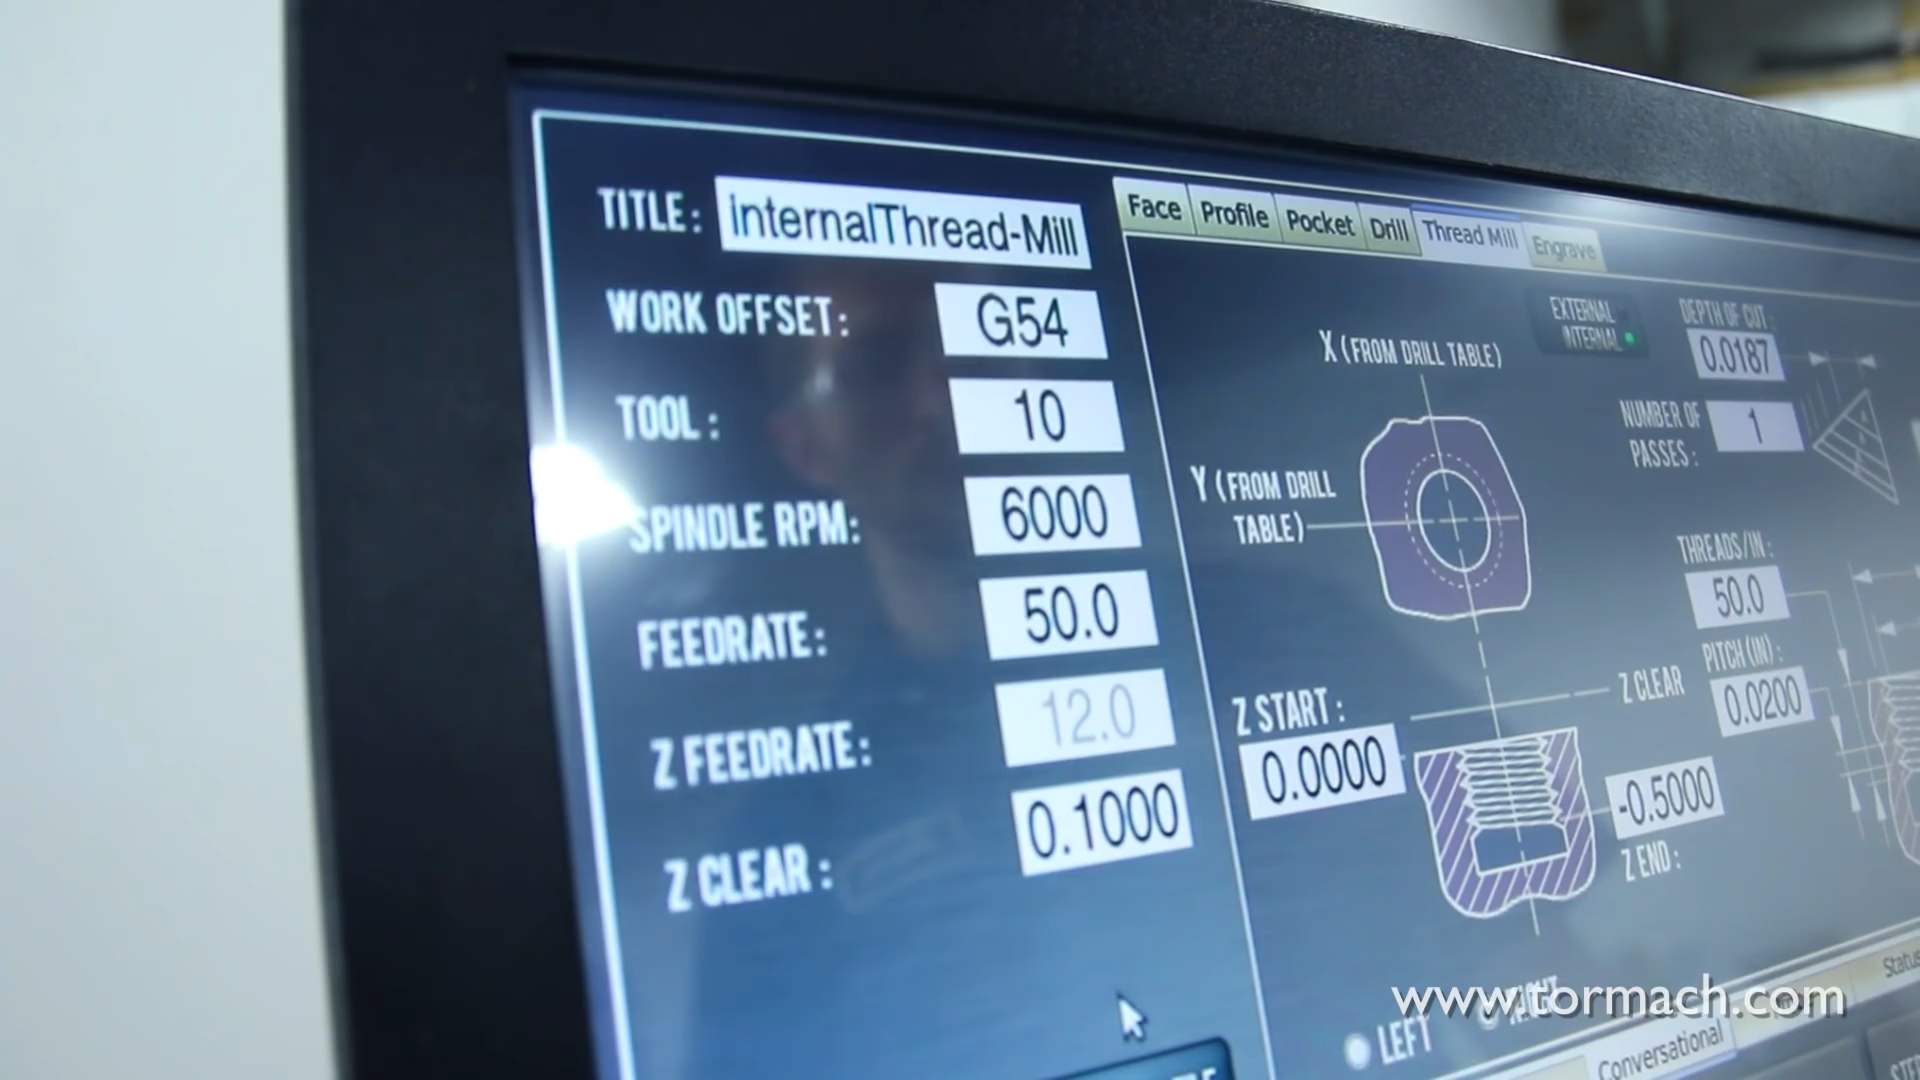 TITLE: internalThread-Mill
WORK OFFSET: G54
TOOL: 10
SPINDLE RPM: 6000
FEEDRATE: 50.0
Z FEEDRATE: 12.0
Z CLEAR: 0.1000
Face Profile Pocket Drill Thread Mill Engrave
EXTERNAL
INTERNAL
DEPTH OF CUT:
0.0187
X (FROM DRILL TABLE)
NUMBER OF
PASSES:
1
Y (FROM DRILL
TABLE)
THREADS/IN:
50.0
PITCH (IN):
0.0200
Z CLEAR
Z START:
0.0000
-0.5000
Z END:
LEFT
Conversational
Status
www.tormach.com